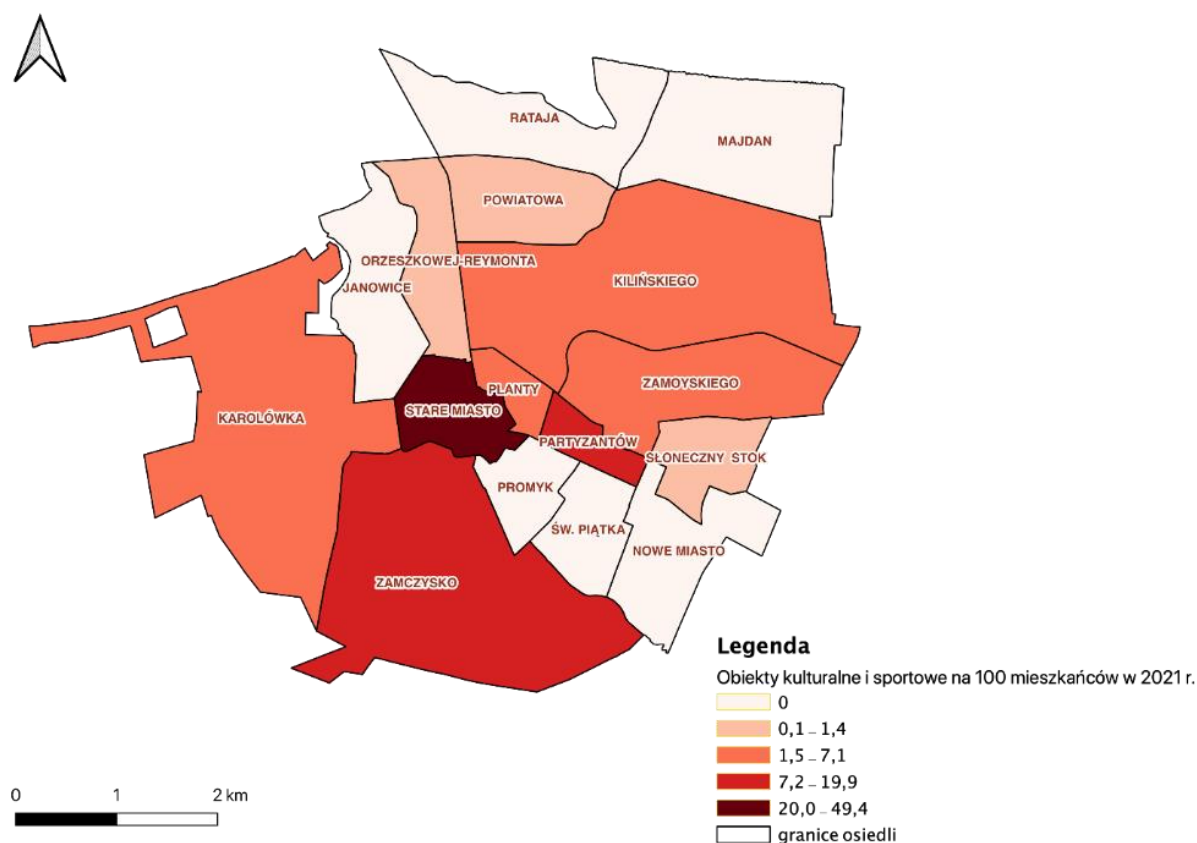 RATAJA
MAJDAN
POWIATOWA
ORZESZKOWEJ-REYMONTA
KILIŃSKIEGO
JANOWICE
ZAMOYSKIEGO
PLANTY
STARE MIASTO
KAROLÓWKA
PARTYZANTÓW
SŁONECZNY STOK
PROMYK
ŚW. PIĄTKA
NOWE MIASTO
ZAMCZYSKO
Legenda
Obiekty kulturalne i sportowe na 100 mieszkańców w 2021 r.
0
0,1 – 1,4
1,5 – 7,1
7,2 – 19,9
20,0 – 49,4
granice osiedli
0 1 2 km